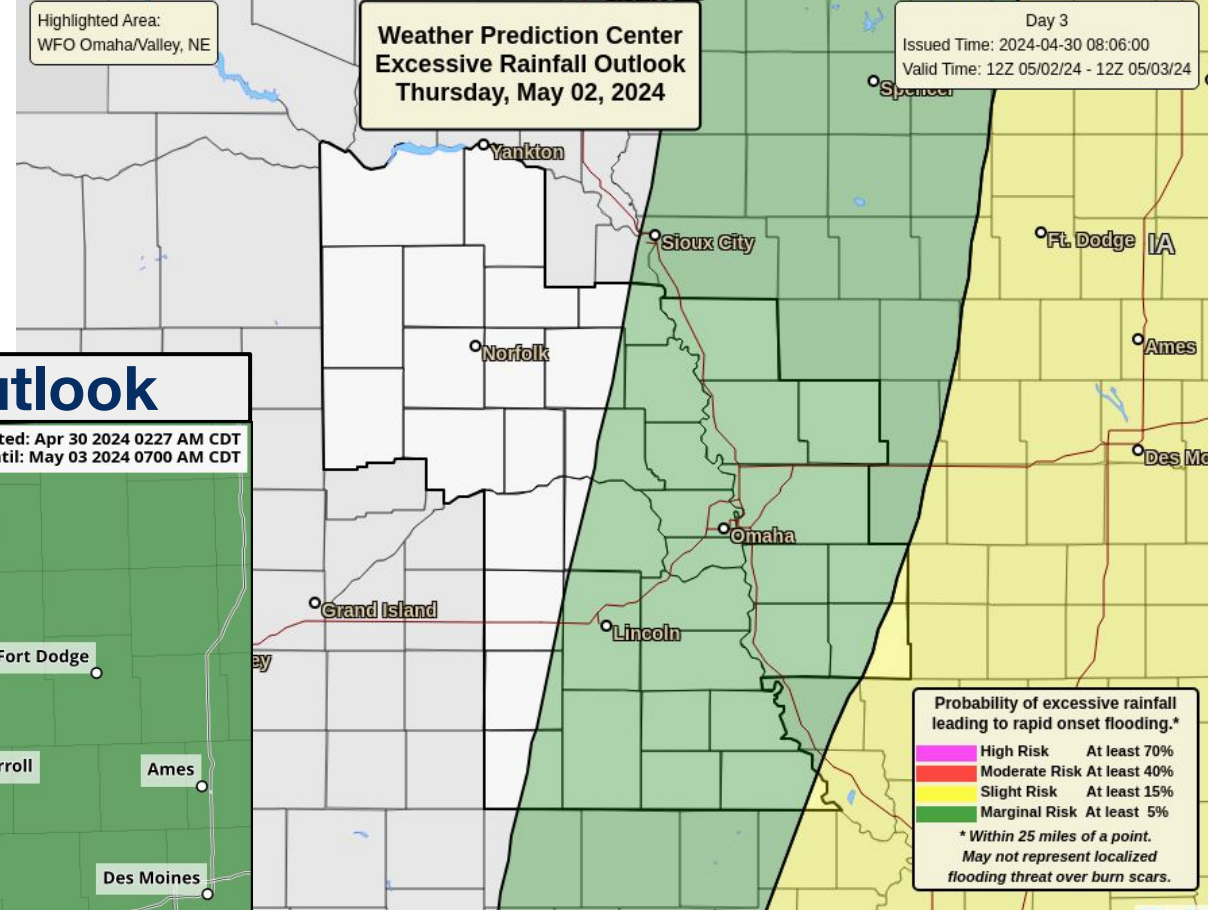 Highlighted Area:
WFO Omaha/Valley, NE
Weather Prediction Center
Excessive Rainfall Outlook
Thursday, May 02, 2024
Day 3
Issued Time: 2024-04-30 08:06:00
Valid Time: 12Z 05/02/24 - 12Z 05/03/24
Spencer
Yankton
Sioux City
Ft. Dodge
IA
Norfolk
Ames
Des Mo
Omaha
Grand Island
Lincoln
ey
utlook
ted: Apr 30 2024 0227 AM CDT
til: May 03 2024 0700 AM CDT
Fort Dodge
rroll
Ames
Des Moines
Probability of excessive rainfall
leading to rapid onset flooding.*
High Risk At least 70%
Moderate Risk At least 40%
Slight Risk At least 15%
Marginal Risk At least 5%
* Within 25 miles of a point.
May not represent localized
flooding threat over burn scars.